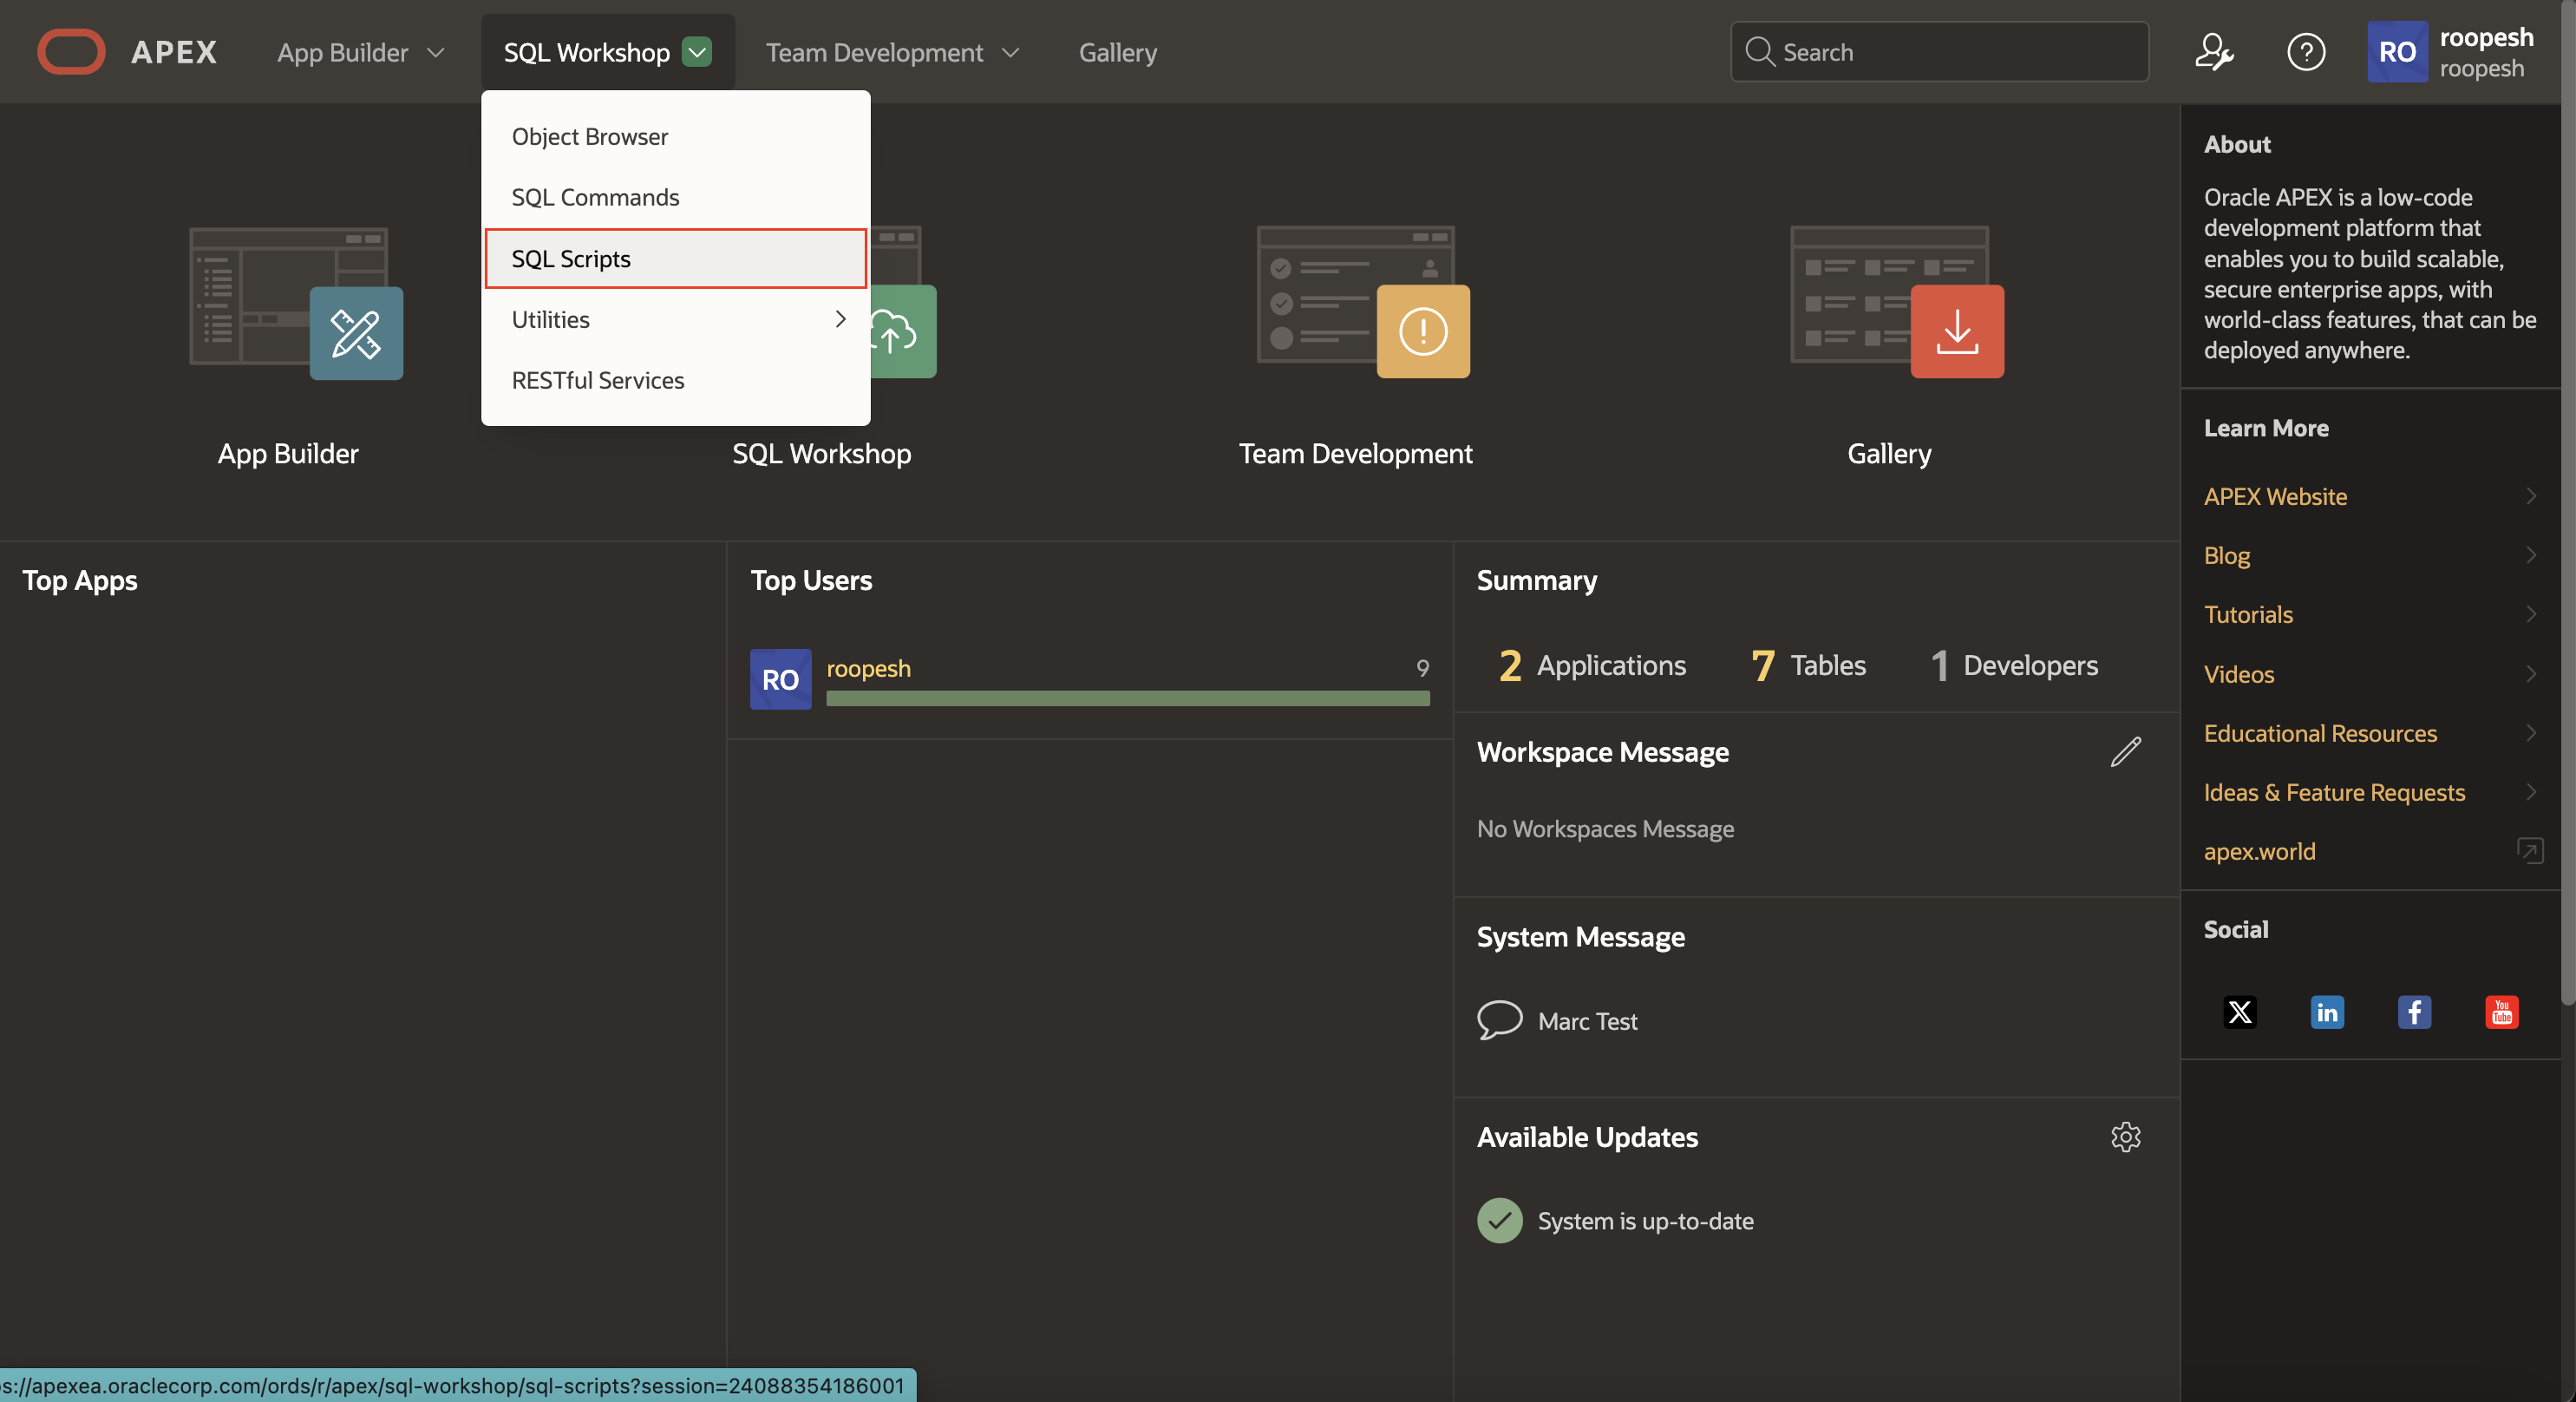 APEX
App Builder
SQL Workshop
Team Development
Gallery
Search
RO
roopesh
roopesh
Object Browser
SQL Commands
SQL Scripts
Utilities
RESTful Services
App Builder
SQL Workshop
Team Development
Gallery
Top Apps
Top Users
RO
roopesh
9
Summary
2 Applications
7 Tables
1 Developers
Workspace Message
No Workspaces Message
System Message
Marc Test
Available Updates
System is up-to-date
About
Oracle APEX is a low-code
development platform that
enables you to build scalable,
secure enterprise apps, with
world-class features, that can be
deployed anywhere.
Learn More
APEX Website
Blog
Tutorials
Videos
Educational Resources
Ideas & Feature Requests
apex.world
Social
X
in
f
You
Tube
s://apexea.oraclecorp.com/ords/r/apex/sql-workshop/sql-scripts?session=24088354186001